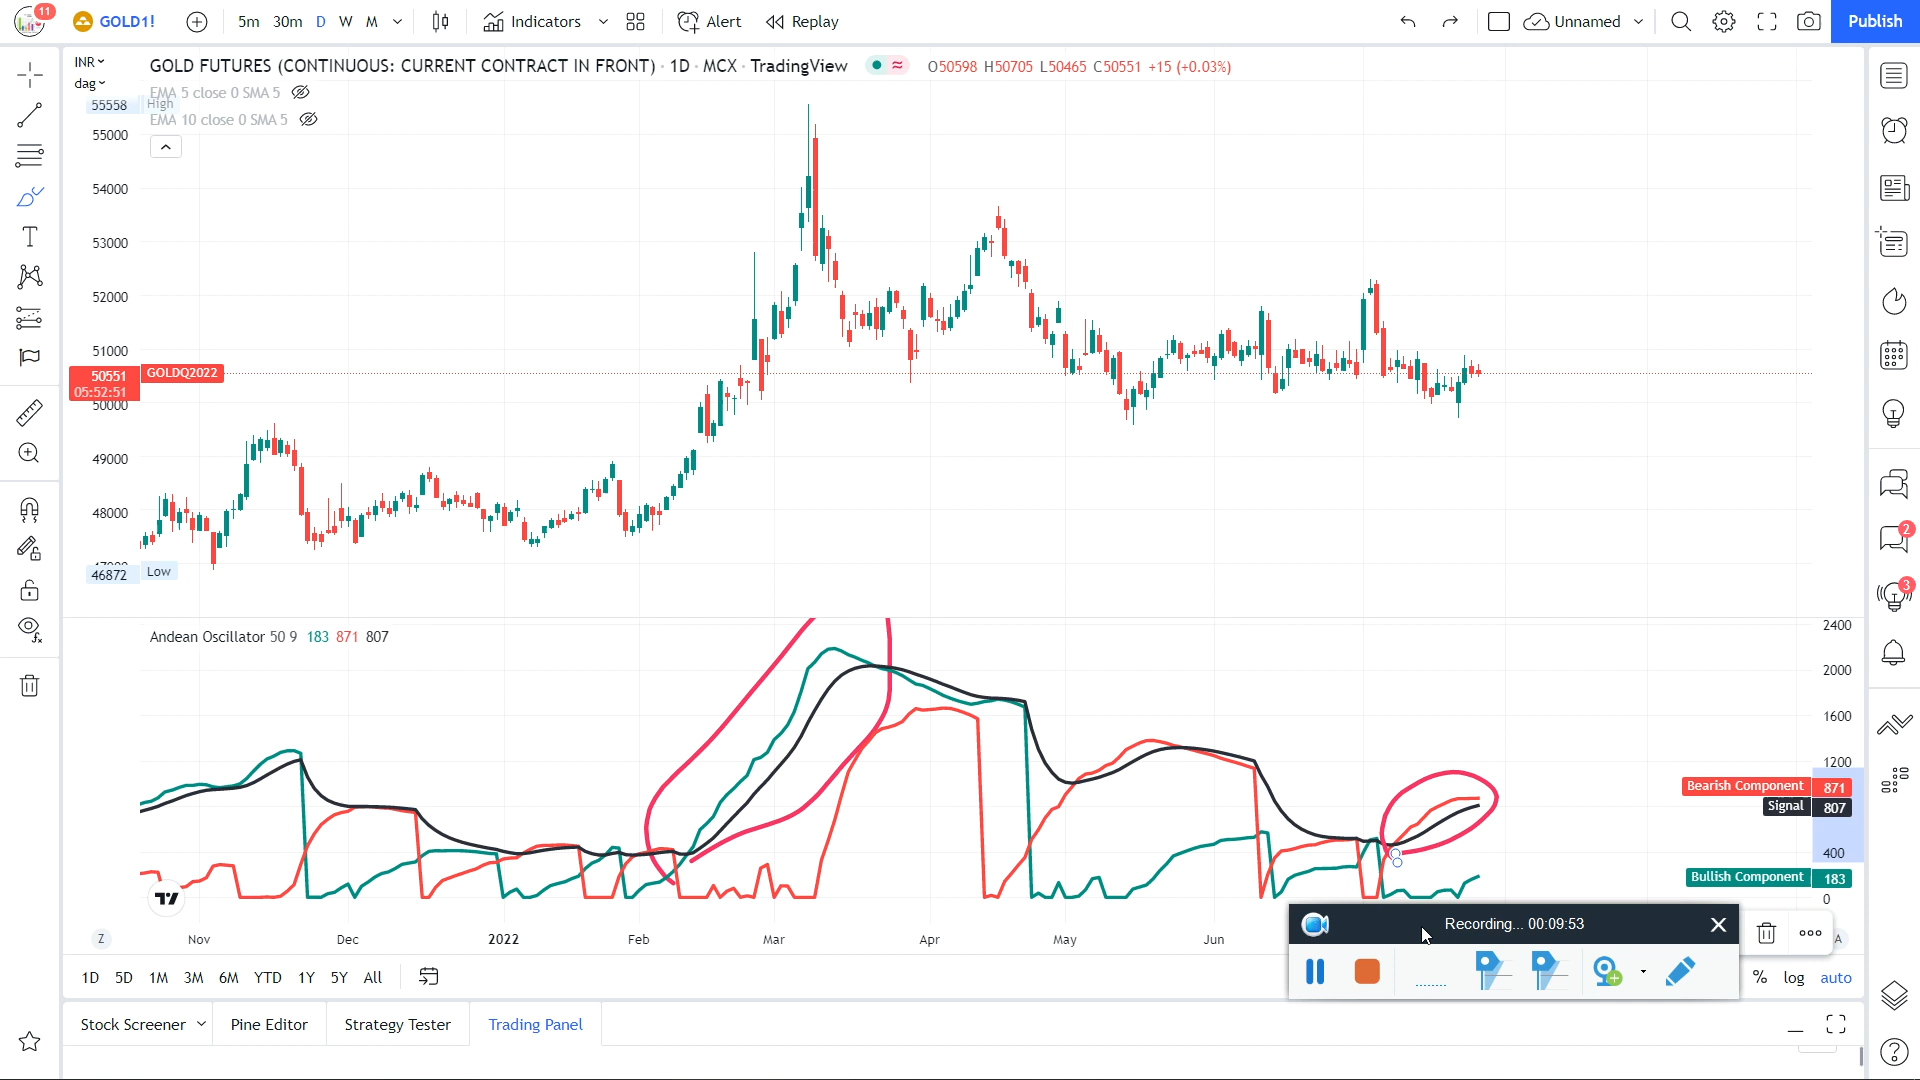 11
GOLD1!
5m 30m D W M
Indicators
Alert
Replay
Unnamed
Publish
INR
dag
GOLD FUTURES (CONTINUOUS: CURRENT CONTRACT IN FRONT) · 1D · MCX · TradingView
O50598 H50705 L50465 C50551 +15 (+0.03%)
EMA 5 close 0 SMA 5
55558 High
EMA 10 close 0 SMA 5
55000
54000
53000
52000
51000
50551 GOLDQ2022
05:52:51
50000
49000
48000
46872 Low
2
3
Andean Oscillator 50 9 183 871 807
2400
2000
1600
1200
Bearish Component 871
Signal 807
400
Bullish Component 183
0
Z Nov Dec 2022 Feb Mar Apr May Jun A
Recording... 00:09:53
1D 5D 1M 3M 6M YTD 1Y 5Y All
% log auto
Stock Screener Pine Editor Strategy Tester Trading Panel